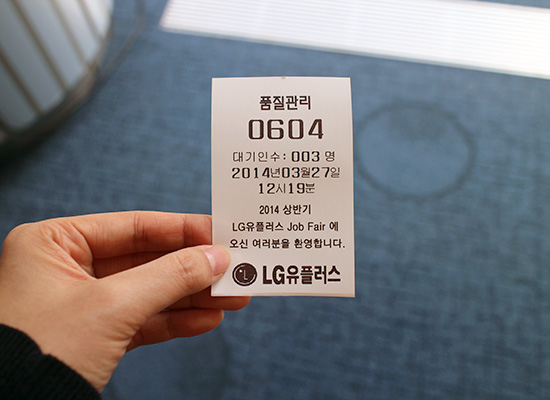 품질관리
0604
대기인수: 003 명
2014년03월27일
12시19분
2014 상반기
LG유플러스 Job Fair 에
오신 여러분을 환영합니다.
LG유플러스